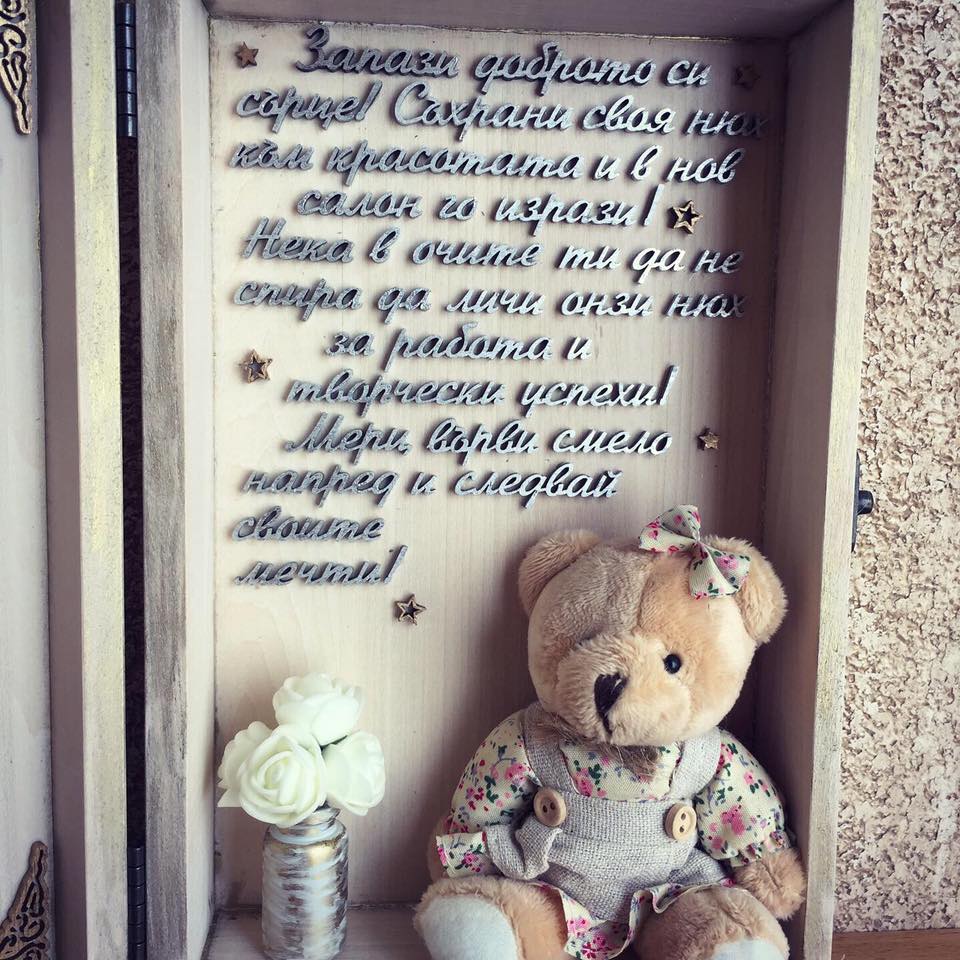 Запази доброто си
сърце! Съхрани своя нюх
към красотата и в нов
салон го изрази!
Нека в очите ти да не
спира да личи онзи нюх
за работа и
творчески успехи!
Мери, върви смело
напред и следвай
своите
мечти!